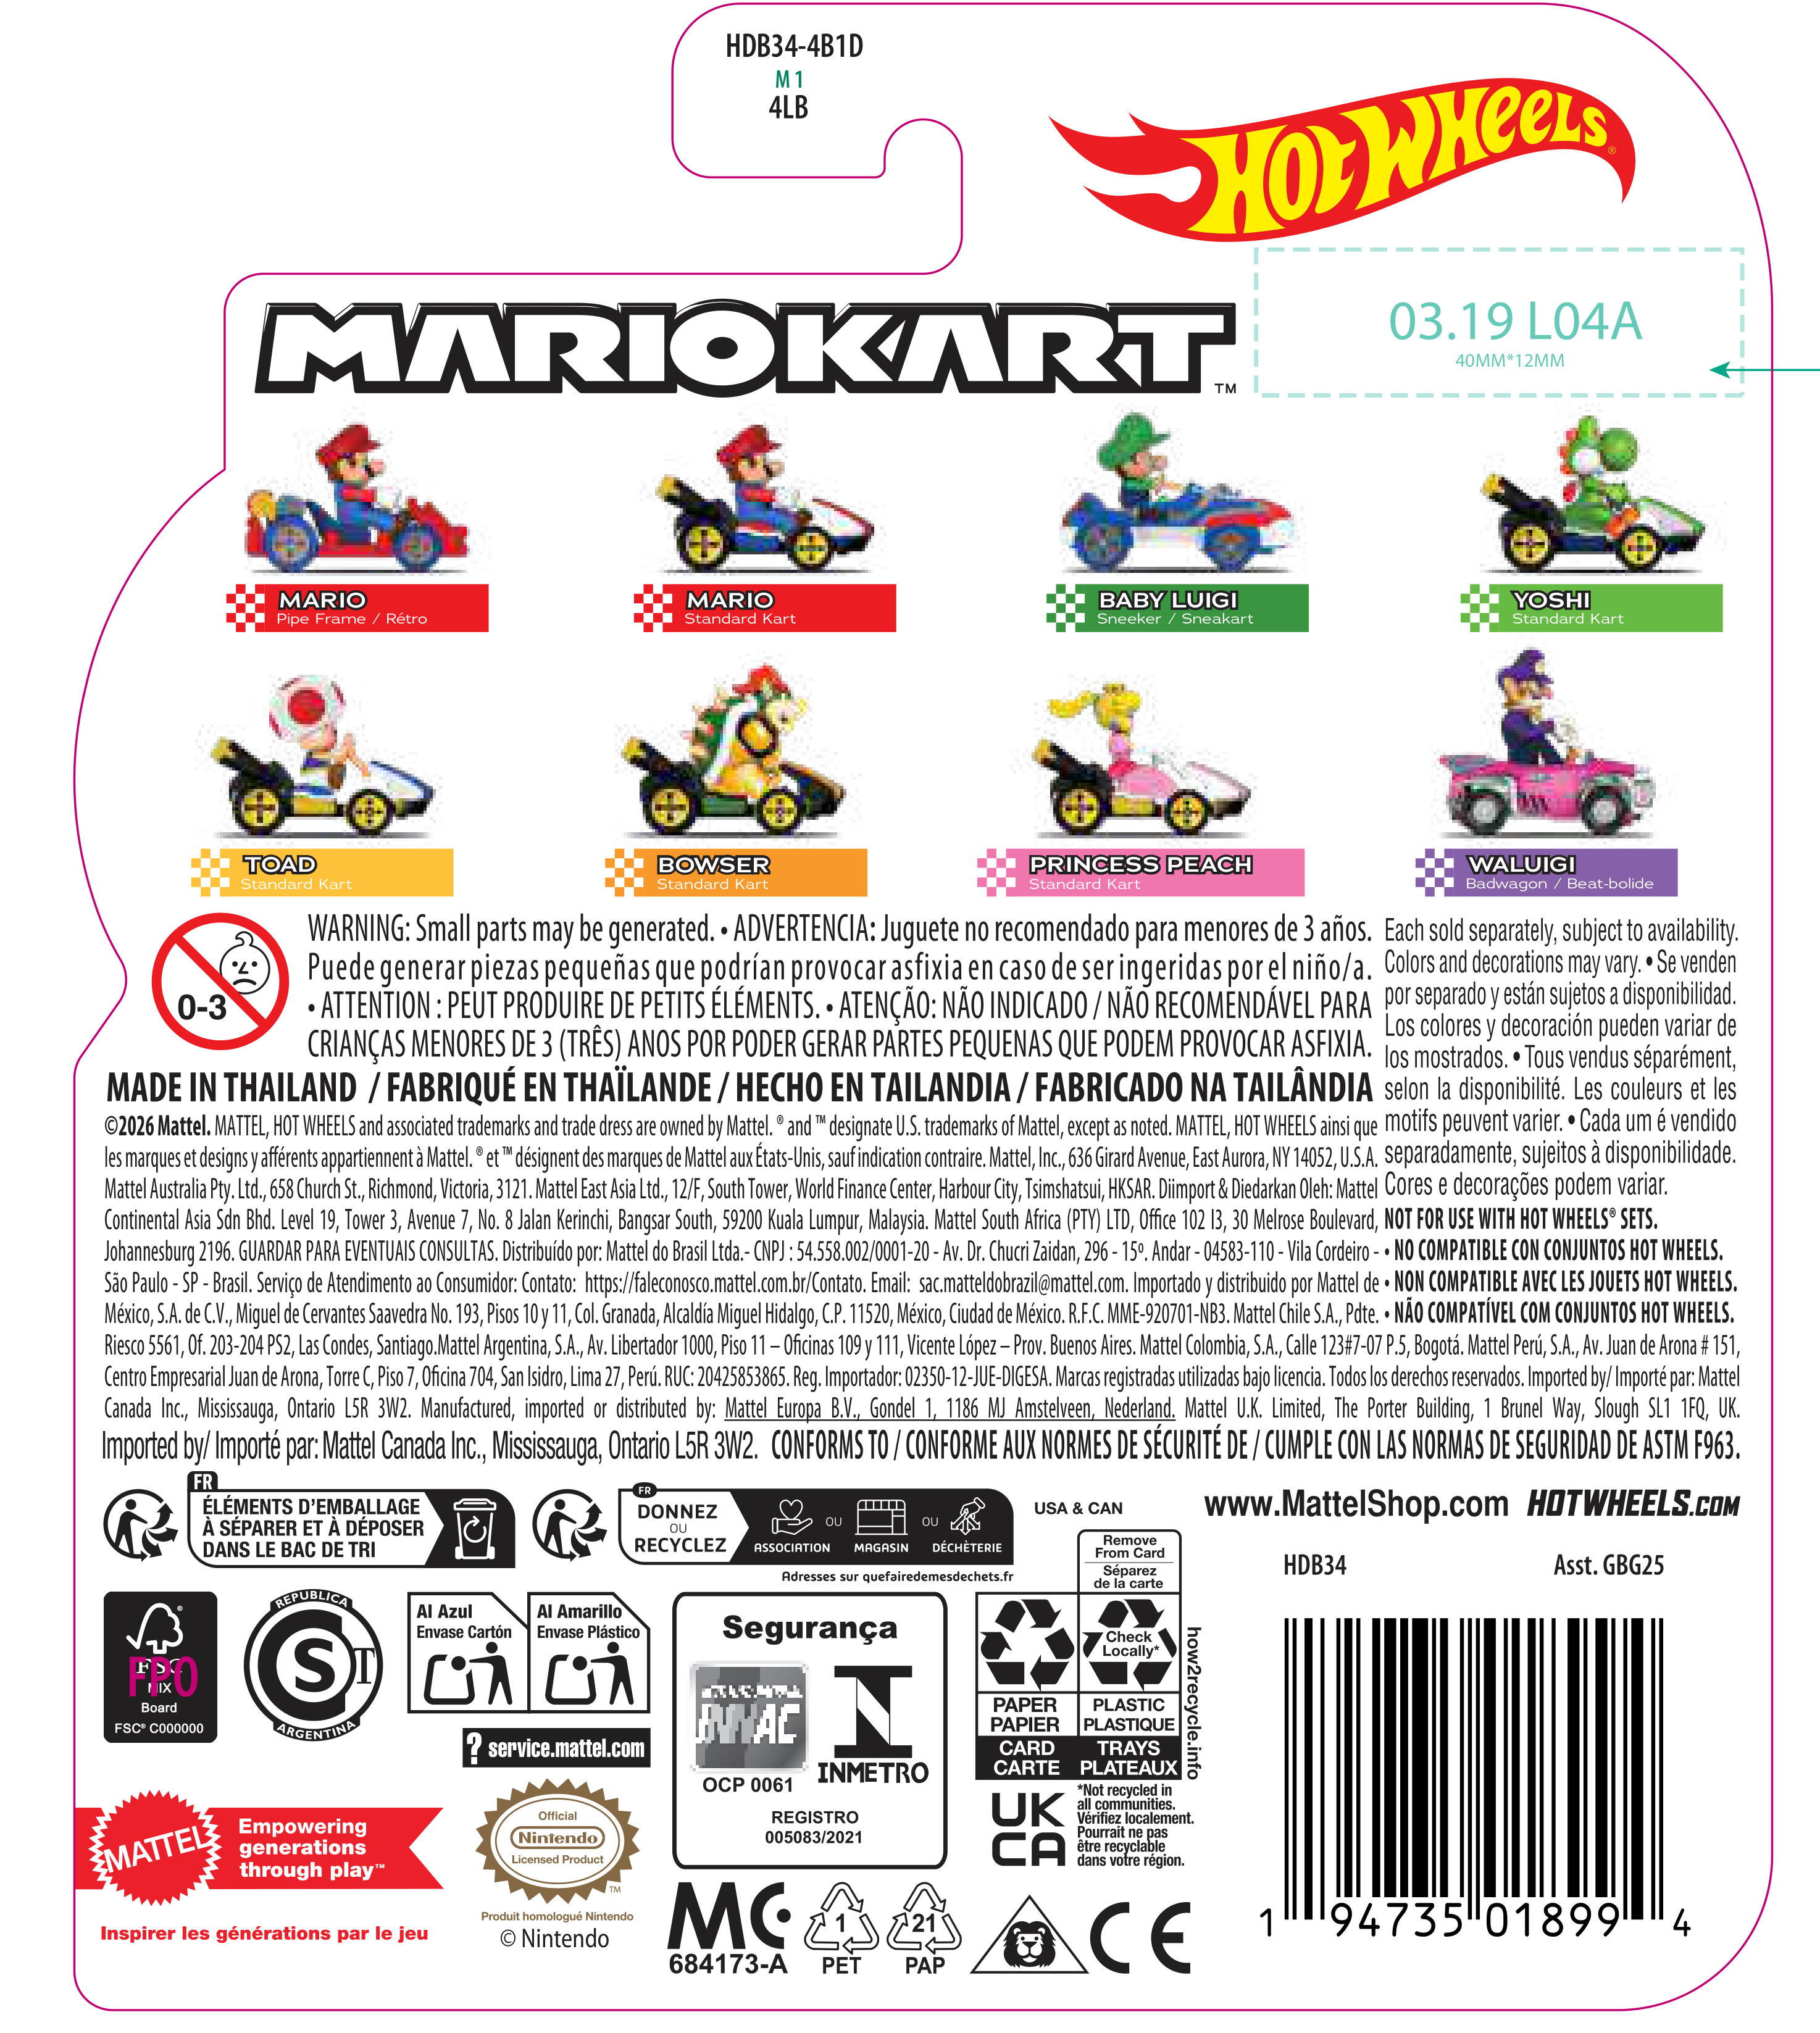 HDB34-4B1D
M 1
4LB
HOT WHEELS®
MARIOKART™
03.19 L04A
40MM*12MM
MARIO
Pipe Frame / Rétro
MARIO
Standard Kart
BABY LUIGI
Sneeker / Sneakart
YOSHI
Standard Kart
TOAD
Standard Kart
BOWSER
Standard Kart
PRINCESS PEACH
Standard Kart
WALUIGI
Badwagon / Beat-bolide
0-3
WARNING: Small parts may be generated. • ADVERTENCIA: Juguete no recomendado para menores de 3 años.
Puede generar piezas pequeñas que podrían provocar asfixia en caso de ser ingeridas por el niño/a.
• ATTENTION : PEUT PRODUIRE DE PETITS ÉLÉMENTS. • ATENÇÃO: NÃO INDICADO / NÃO RECOMENDÁVEL PARA
CRIANÇAS MENORES DE 3 (TRÊS) ANOS POR PODER GERAR PARTES PEQUENAS QUE PODEM PROVOCAR ASFIXIA.
MADE IN THAILAND / FABRIQUÉ EN THAÏLANDE / HECHO EN TAILANDIA / FABRICADO NA TAILÂNDIA
Each sold separately, subject to availability.
Colors and decorations may vary. • Se venden
por separado y están sujetos a disponibilidad.
Los colores y decoración pueden variar de
los mostrados. • Tous vendus séparément,
selon la disponibilité. Les couleurs et les
motifs peuvent varier. • Cada um é vendido
separadamente, sujeitos à disponibilidade.
Cores e decorações podem variar.
NOT FOR USE WITH HOT WHEELS® SETS.
• NO COMPATIBLE CON CONJUNTOS HOT WHEELS.
• NON COMPATIBLE AVEC LES JOUETS HOT WHEELS.
• NÃO COMPATÍVEL COM CONJUNTOS HOT WHEELS.
©2026 Mattel. MATTEL, HOT WHEELS and associated trademarks and trade dress are owned by Mattel. ® and ™ designate U.S. trademarks of Mattel, except as noted. MATTEL, HOT WHEELS ainsi que
les marques et designs y afférents appartiennent à Mattel. ® et ™ désignent des marques de Mattel aux États-Unis, sauf indication contraire. Mattel, Inc., 636 Girard Avenue, East Aurora, NY 14052, U.S.A.
Mattel Australia Pty. Ltd., 658 Church St., Richmond, Victoria, 3121. Mattel East Asia Ltd., 12/F, South Tower, World Finance Center, Harbour City, Tsimshatsui, HKSAR. Diimport & Diedarkan Oleh: Mattel
Continental Asia Sdn Bhd. Level 19, Tower 3, Avenue 7, No. 8 Jalan Kerinchi, Bangsar South, 59200 Kuala Lumpur, Malaysia. Mattel South Africa (PTY) LTD, Office 102 I3, 30 Melrose Boulevard,
Johannesburg 2196. GUARDAR PARA EVENTUAIS CONSULTAS. Distribuído por: Mattel do Brasil Ltda.- CNPJ : 54.558.002/0001-20 - Av. Dr. Chucri Zaidan, 296 - 15º. Andar - 04583-110 - Vila Cordeiro -
São Paulo - SP - Brasil. Serviço de Atendimento ao Consumidor: Contato: https://faleconosco.mattel.com.br/Contato. Email: sac.matteldobrazil@mattel.com. Importado y distribuido por Mattel de
México, S.A. de C.V., Miguel de Cervantes Saavedra No. 193, Pisos 10 y 11, Col. Granada, Alcaldía Miguel Hidalgo, C.P. 11520, México, Ciudad de México. R.F.C. MME-920701-NB3. Mattel Chile S.A., Pdte.
Riesco 5561, Of. 203-204 PS2, Las Condes, Santiago.Mattel Argentina, S.A., Av. Libertador 1000, Piso 11 – Oficinas 109 y 111, Vicente López – Prov. Buenos Aires. Mattel Colombia, S.A., Calle 123#7-07 P.5, Bogotá. Mattel Perú, S.A., Av. Juan de Arona # 151,
Centro Empresarial Juan de Arona, Torre C, Piso 7, Oficina 704, San Isidro, Lima 27, Perú. RUC: 20425853865. Reg. Importador: 02350-12-JUE-DIGESA. Marcas registradas utilizadas bajo licencia. Todos los derechos reservados. Imported by/ Importé par: Mattel
Canada Inc., Mississauga, Ontario L5R 3W2. Manufactured, imported or distributed by: Mattel Europa B.V., Gondel 1, 1186 MJ Amstelveen, Nederland. Mattel U.K. Limited, The Porter Building, 1 Brunel Way, Slough SL1 1FQ, UK.
Imported by/ Importé par: Mattel Canada Inc., Mississauga, Ontario L5R 3W2. CONFORMS TO / CONFORME AUX NORMES DE SÉCURITÉ DE / CUMPLE CON LAS NORMAS DE SEGURIDAD DE ASTM F963.
FR
ÉLÉMENTS D'EMBALLAGE
À SÉPARER ET À DÉPOSER
DANS LE BAC DE TRI
FR
DONNEZ
OU
RECYCLEZ
ASSOCIATION
OU
MAGASIN
OU
DÉCHÈTERIE
Adresses sur quefairedemesdechets.fr
USA & CAN
Remove
From Card
Séparez
de la carte
Check
Locally*
PAPER
PAPIER
PLASTIC
PLASTIQUE
CARD
CARTE
TRAYS
PLATEAUX
how2recycle.info
*Not recycled in
all communities.
Vérifiez localement.
Pourrait ne pas
être recyclable
dans votre région.
www.MattelShop.com HOTWHEELS.COM
HDB34
Asst. GBG25
FSC
FPO
MIX
Board
FSC® C000000
REPUBLICA
S
T
ARGENTINA
Al Azul
Envase Cartón
Al Amarillo
Envase Plástico
? service.mattel.com
Segurança
OCP 0061
INMETRO
REGISTRO
005083/2021
UK
CA
MATTEL
Empowering
generations
through play™
Inspirer les générations par le jeu
Official
Nintendo
Licensed Product
™
Produit homologué Nintendo
© Nintendo
MC
684173-A
1
PET
21
PAP
CE
1 94735 01899 4